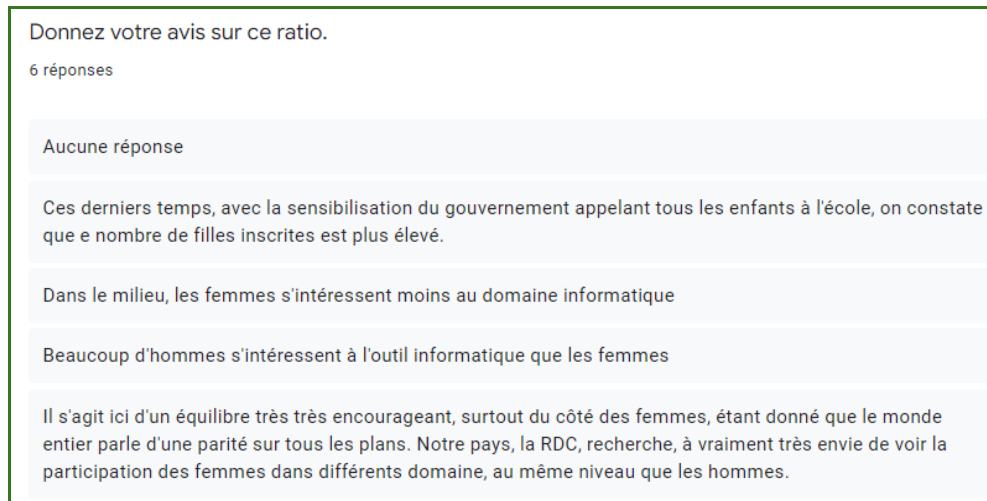 Donnez votre avis sur ce ratio.
6 réponses
Aucune réponse
Ces derniers temps, avec la sensibilisation du gouvernement appelant tous les enfants à l'école, on constate
que e nombre de filles inscrites est plus élevé.
Dans le milieu, les femmes s'intéressent moins au domaine informatique
Beaucoup d'hommes s'intéressent à l'outil informatique que les femmes
Il s'agit ici d'un équilibre très très encourageant, surtout du côté des femmes, étant donné que le monde
entier parle d'une parité sur tous les plans. Notre pays, la RDC, recherche, à vraiment très envie de voir la
participation des femmes dans différents domaine, au même niveau que les hommes.